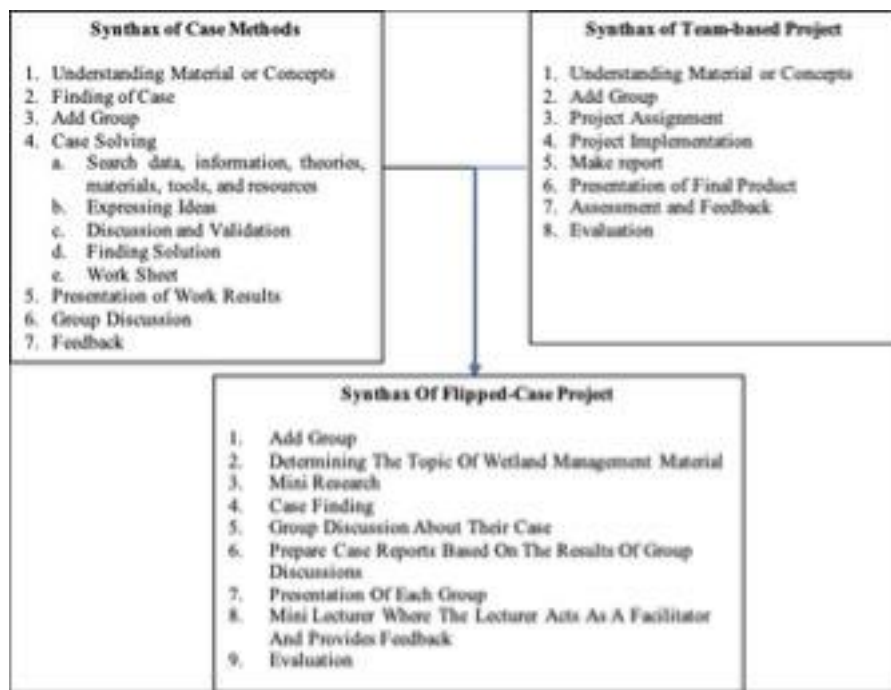 Synthax of Case Methods
1. Understanding Material or Concepts
2. Finding of Case
3. Add Group
4. Case Solving
a. Search data, information, theories,
materials, tools, and resources
b. Expressing Ideas
c. Discussion and Validation
d. Finding Solution
e. Work Sheet
5. Presentation of Work Results
6. Group Discussion
7. Feedback
Synthax of Team-based Project
1. Understanding Material or Concepts
2. Add Group
3. Project Assignment
4. Project Implementation
5. Make report
6. Presentation of Final Product
7. Assessment and Feedback
8. Evaluation
Synthax Of Flipped-Case Project
1. Add Group
2. Determining The Topic Of Wetland Management Material
3. Mini Research
4. Case Finding
5. Group Discussion About Their Case
6. Prepare Case Reports Based On The Results Of Group
Discussions
7. Presentation Of Each Group
8. Mini Lecturer Where The Lecturer Acts As A Facilitator
And Provides Feedback
9. Evaluation